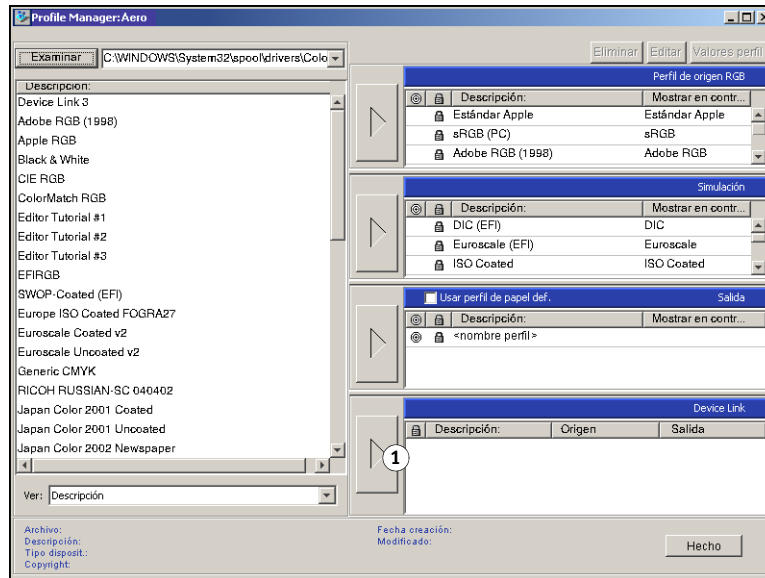 Profile Manager:Aero
Examinar C:\WINDOWS\System32\spool\drivers\Colo
Eliminar Editar Valores perfil
Descripción:
Device Link 3
Adobe RGB (1998)
Apple RGB
Black & White
CIE RGB
ColorMatch RGB
Editor Tutorial #1
Editor Tutorial #2
Editor Tutorial #3
EFIRGB
SWOP-Coated (EFI)
Europe ISO Coated FOGRA27
Euroscale Coated v2
Euroscale Uncoated v2
Generic CMYK
RICOH RUSSIAN-SC 040402
Japan Color 2001 Coated
Japan Color 2001 Uncoated
Japan Color 2002 Newspaper
Ver: Descripción
Perfil de origen RGB
Descripción: Mostrar en contr...
Estándar Apple Estándar Apple
sRGB (PC) sRGB
Adobe RGB (1998) Adobe RGB
Simulación
Descripción: Mostrar en contr...
DIC (EFI) DIC
Euroscale (EFI) Euroscale
ISO Coated ISO Coated
Usar perfil de papel def. Salida
Descripción: Mostrar en contr...
<nombre perfil>
Device Link
Descripción: Origen Salida
1
Archivo:
Descripción:
Tipo disposit.:
Copyright:
Fecha creación:
Modificado:
Hecho